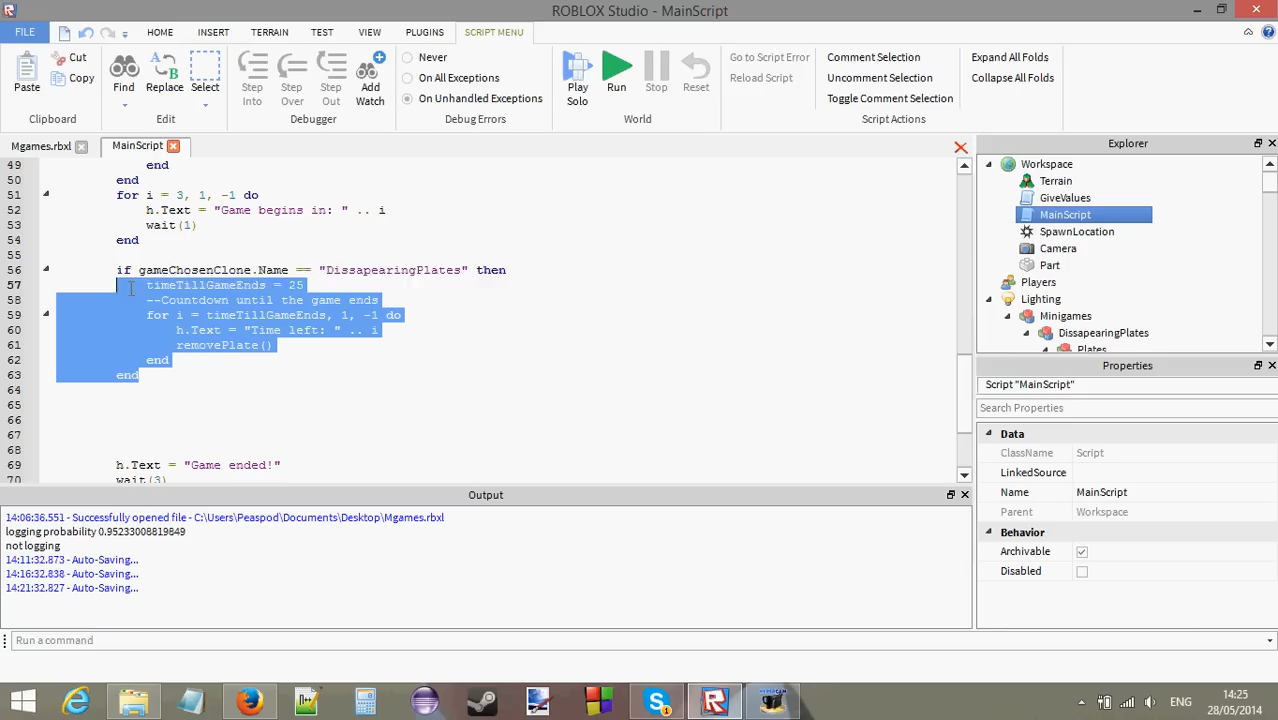 ROBLOX Studio - MainScript
FILE HOME INSERT TERRAIN TEST VIEW PLUGINS SCRIPT MENU
Paste Cut Copy
Clipboard
Find Replace Select
Edit
Step Into Step Over Step Out Add Watch
Debugger
Never
On All Exceptions
On Unhandled Exceptions
Debug Errors
Play Solo Run Stop Reset
World
Go to Script Error
Reload Script
Comment Selection
Uncomment Selection
Toggle Comment Selection
Expand All Folds
Collapse All Folds
Script Actions
Mgames.rbxl MainScript
49 end
50 end
51 for i = 3, 1, -1 do
52 h.Text = "Game begins in: " .. i
53 wait(1)
54 end
55
56 if gameChosenClone.Name == "DissapearingPlates" then
57 timeTillGameEnds = 25
58 --Countdown until the game ends
59 for i = timeTillGameEnds, 1, -1 do
60 h.Text = "Time left: " .. i
61 removePlate()
62 end
63 end
64
65
66
67
68
69 h.Text = "Game ended!"
70 wait(3)
Explorer
Workspace
Terrain
GiveValues
MainScript
SpawnLocation
Camera
Part
Players
Lighting
Minigames
DissapearingPlates
Plates
Properties
Script "MainScript"
Search Properties
Data
ClassName Script
LinkedSource
Name MainScript
Parent Workspace
Behavior
Archivable
Disabled
Output
14:06:36.551 - Successfully opened file - C:\Users\Peaspod\Documents\Desktop\Mgames.rbxl
logging probability 0.95233008819849
not logging
14:11:32.873 - Auto-Saving...
14:16:32.838 - Auto-Saving...
14:21:32.827 - Auto-Saving...
Run a command
ENG
14:25
28/05/2014